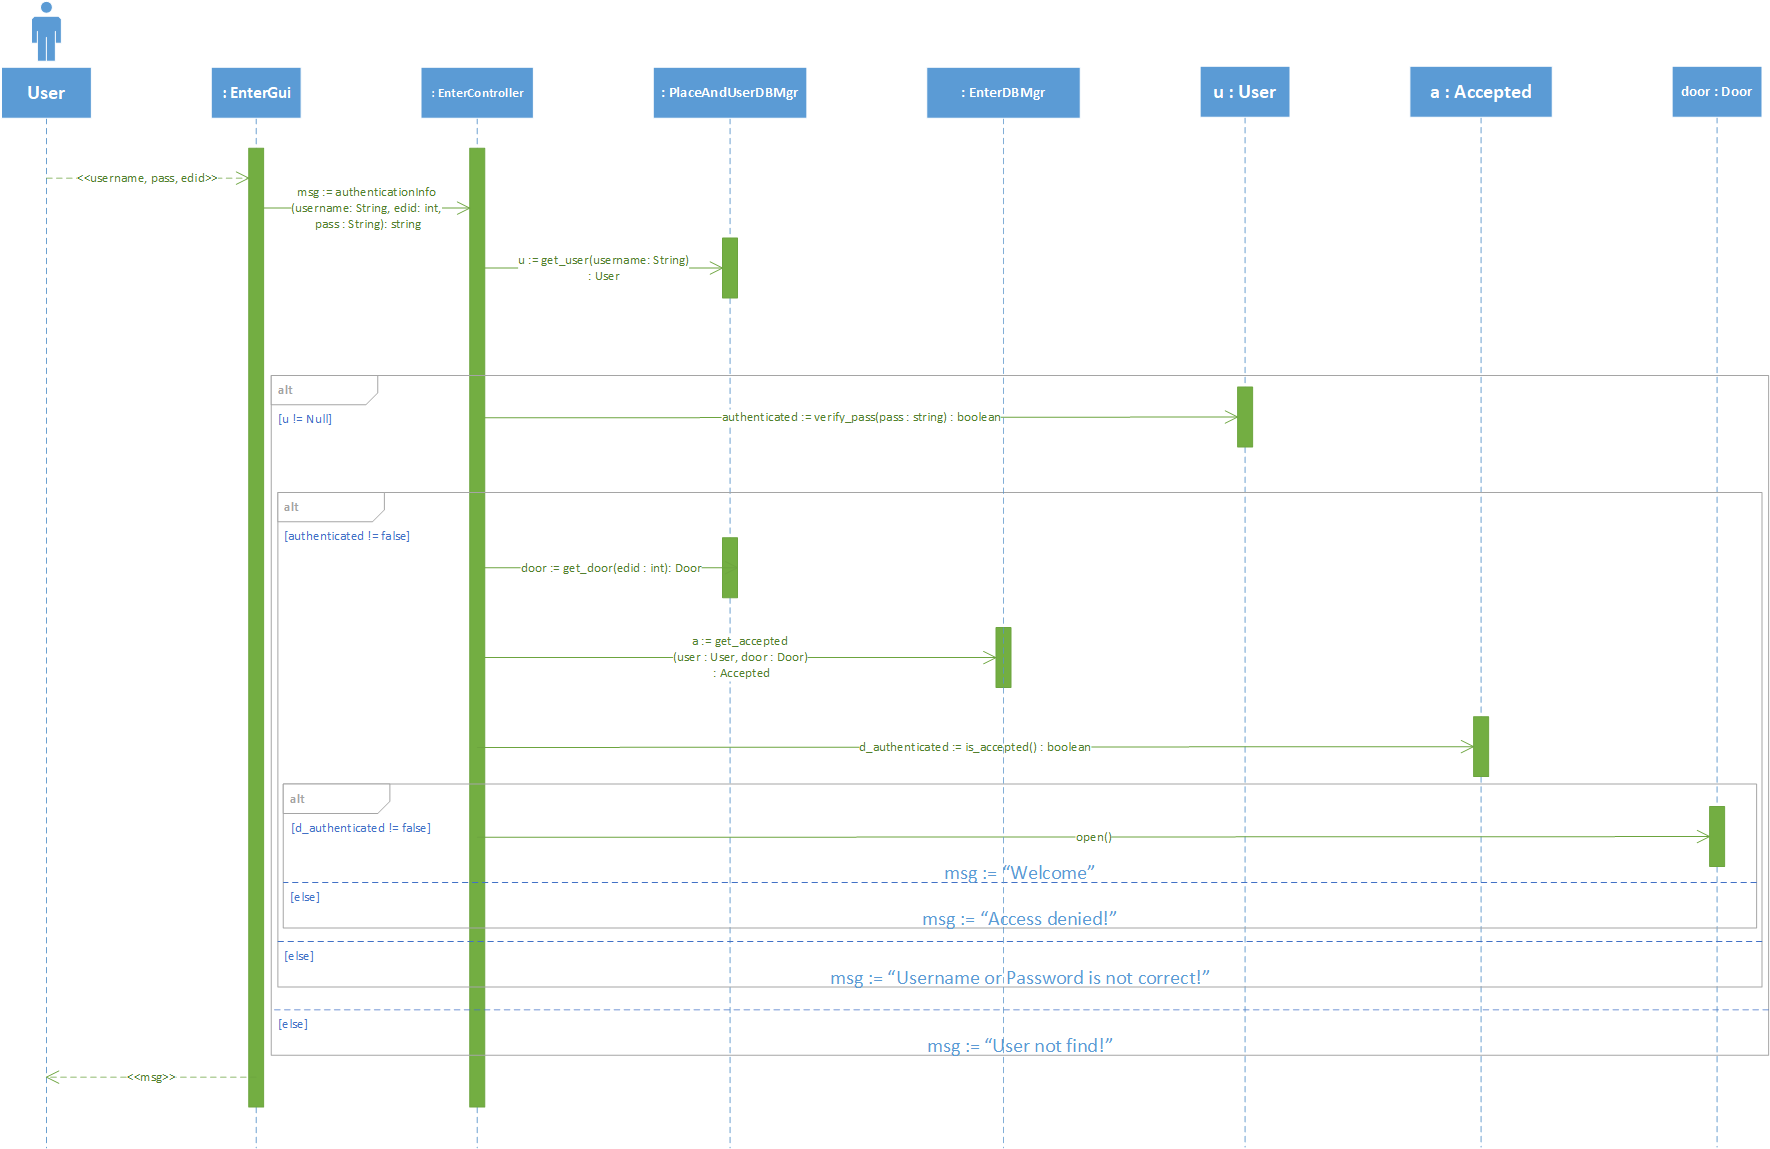 User
: EnterGui
: EnterController
: PlaceAndUserDBMgr
: EnterDBMgr
u : User
a : Accepted
door : Door
<<username, pass, edid>>
msg := authenticationInfo
(username: String, edid: int,
pass : String): string
u := get_user(username: String)
: User
alt
[u != Null]
authenticated := verify_pass(pass : string) : boolean
alt
[authenticated != false]
door := get_door(edid : int): Door
a := get_accepted
(user : User, door : Door)
: Accepted
d_authenticated := is_accepted() : boolean
alt
[d_authenticated != false]
open()
msg := “Welcome”
[else]
msg := “Access denied!”
[else]
msg := “Username or Password is not correct!”
[else]
msg := “User not find!”
<<msg>>